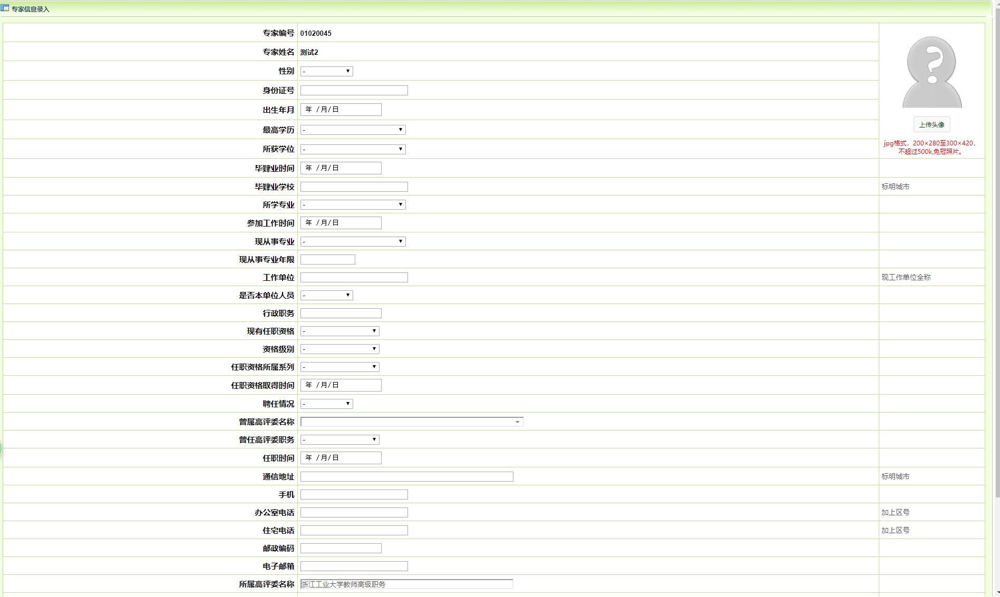 专家信息录入
专家编号 01020045
专家姓名 测试2
性别 -
身份证号
出生年月 年 /月/日
最高学历 -
所获学位 -
上传头像
jpg格式，200×280至300×420，
不超过500k,免冠照片。
毕肄业时间 年 /月/日
毕肄业学校 标明城市
所学专业 -
参加工作时间 年 /月/日
现从事专业 -
现从事专业年限
工作单位 现工作单位全称
是否本单位人员 -
行政职务
现有任职资格 -
资格级别 -
任职资格所属系列 -
任职资格取得时间 年 /月/日
聘任情况 -
曾属高评委名称
曾任高评委职务 -
任职时间 年 /月/日
通信地址 标明城市
手机
办公室电话 加上区号
住宅电话 加上区号
邮政编码
电子邮箱
所属高评委名称 浙江工业大学教师高级职务